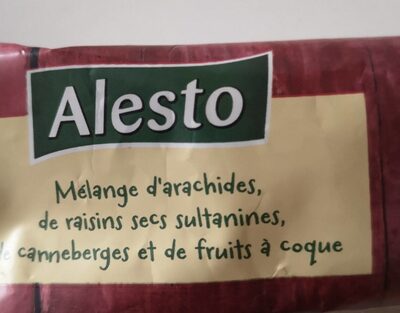 Alesto
Mélange d'arachides,
de raisins secs sultanines,
canneberges et de fruits à coque